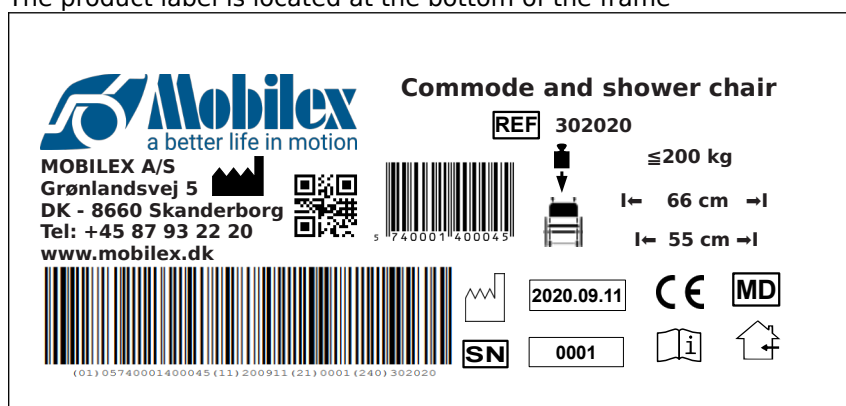 The product label is located at the bottom of the frame
Mobilex
a better life in motion
MOBILEX A/S
Grønlandsvej 5
DK - 8660 Skanderborg
Tel: +45 87 93 22 20
www.mobilex.dk
Commode and shower chair
REF 302020
≦200 kg
I← 66 cm →I
I← 55 cm →I
5 740001 400045
2020.09.11
CE
MD
SN
0001
i
(01)05740001400045(11)200911(21)0001(240)302020